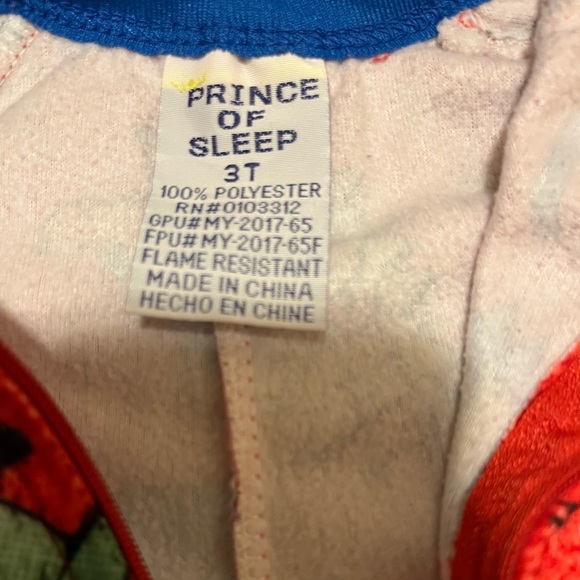 PRINCE
OF
SLEEP
3T
100% POLYESTER
RN#0103312
GPU#MY-2017-65
FPU#MY-2017-65F
FLAME RESISTANT
MADE IN CHINA
HECHO EN CHINE